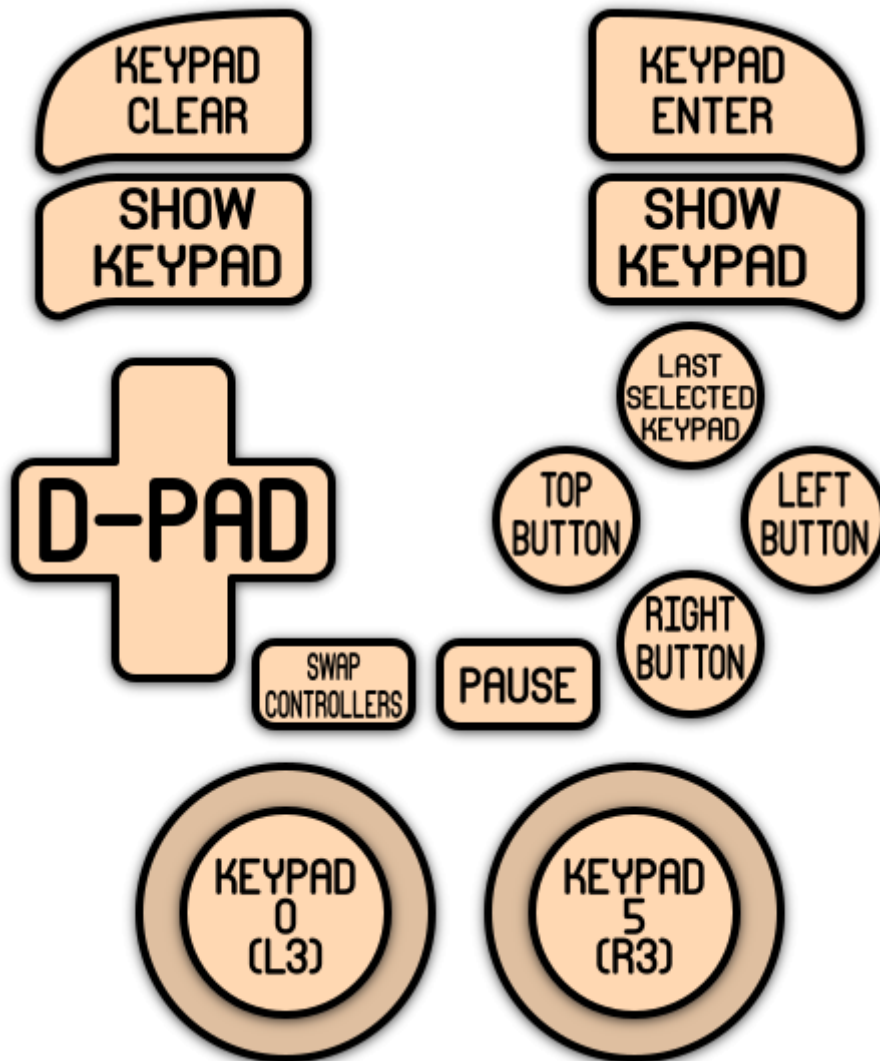 KEYPAD
CLEAR
KEYPAD
ENTER
SHOW
KEYPAD
SHOW
KEYPAD
LAST
SELECTED
KEYPAD
D-PAD
TOP
BUTTON
LEFT
BUTTON
RIGHT
BUTTON
SWAP
CONTROLLERS
PAUSE
KEYPAD
0
(L3)
KEYPAD
5
(R3)